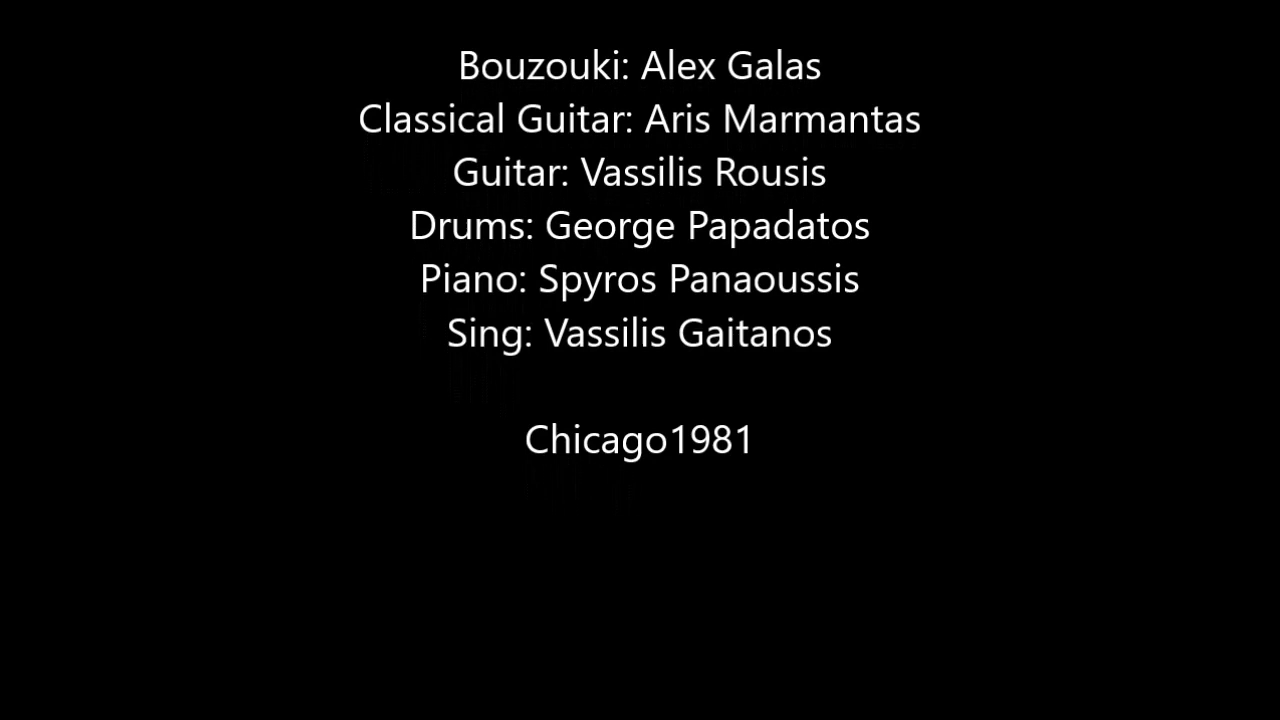 Bouzouki: Alex Galas
Classical Guitar: Aris Marmantas
Guitar: Vassilis Rousis
Drums: George Papadatos
Piano: Spyros Panaoussis
Sing: Vassilis Gaitanos
Chicago1981